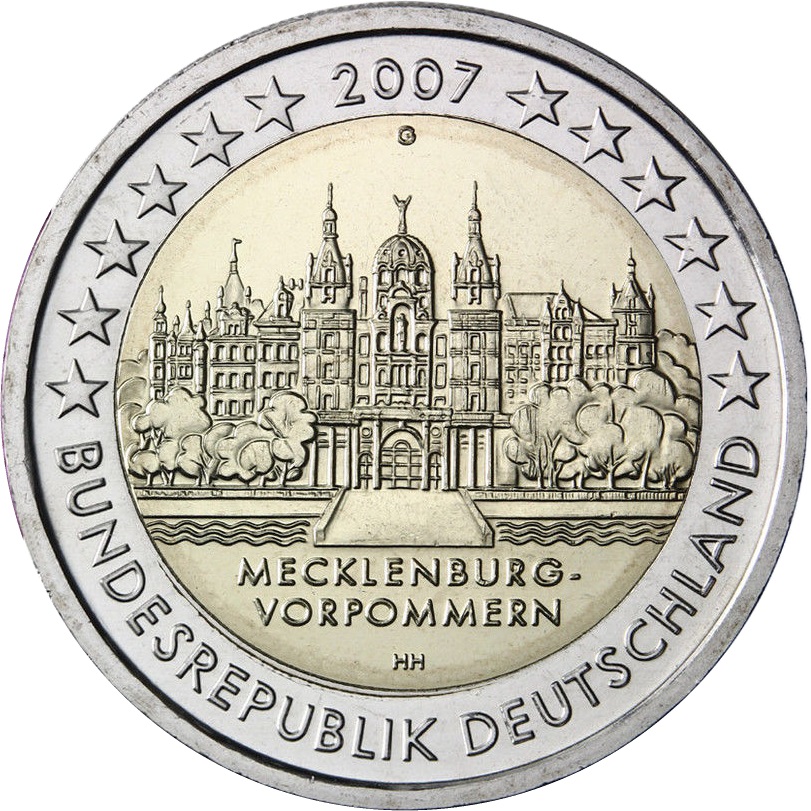 2007
G
MECKLENBURG-
VORPOMMERN
HH
BUNDESREPUBLIK DEUTSCHLAND